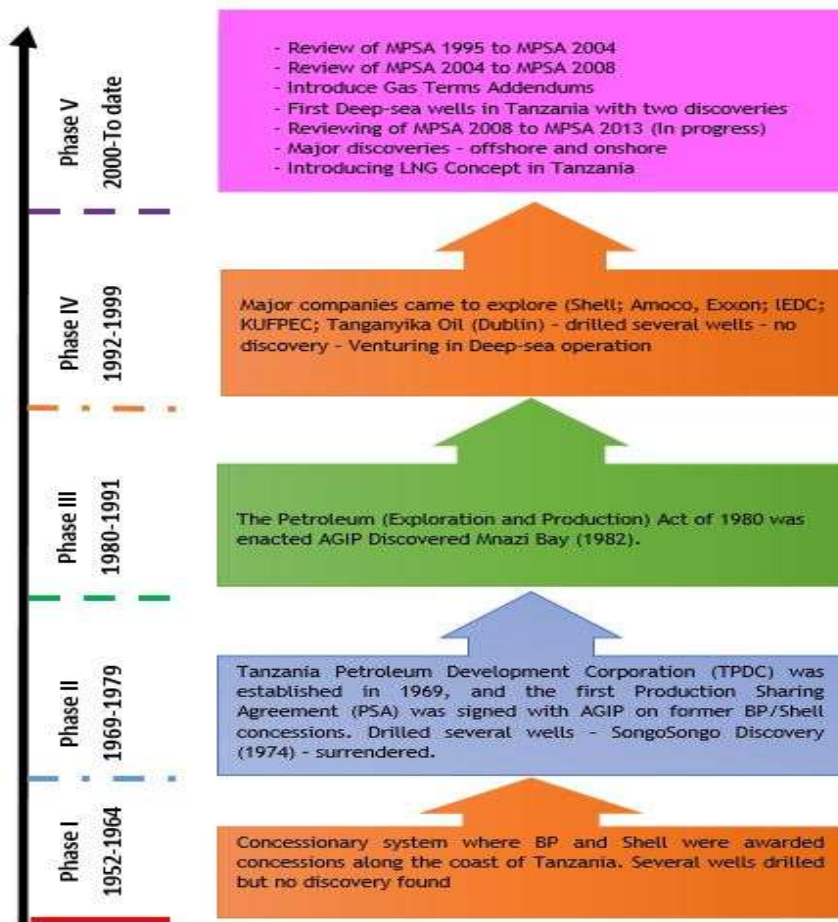 Phase V
2000-To date
- Review of MPSA 1995 to MPSA 2004
- Review of MPSA 2004 to MPSA 2008
- Introduce Gas Terms Addendums
- First Deep-sea wells in Tanzania with two discoveries
- Reviewing of MPSA 2008 to MPSA 2013 (In progress)
- Major discoveries - offshore and onshore
- Introducing LNG Concept in Tanzania
Phase IV
1992-1999
Major companies came to explore (Shell; Amoco, Exxon; IEDC;
KUFPEC; Tanganyika Oil (Dublin) - drilled several wells - no
discovery - Venturing in Deep-sea operation
Phase III
1980-1991
The Petroleum (Exploration and Production) Act of 1980 was
enacted AGIP Discovered Mnazi Bay (1982).
Phase II
1969-1979
Tanzania Petroleum Development Corporation (TPDC) was
established in 1969, and the first Production Sharing
Agreement (PSA) was signed with AGIP on former BP/Shell
concessions. Drilled several wells - SongoSongo Discovery
(1974) - surrendered.
Phase I
1952-1964
Concessionary system where BP and Shell were awarded
concessions along the coast of Tanzania. Several wells drilled
but no discovery found